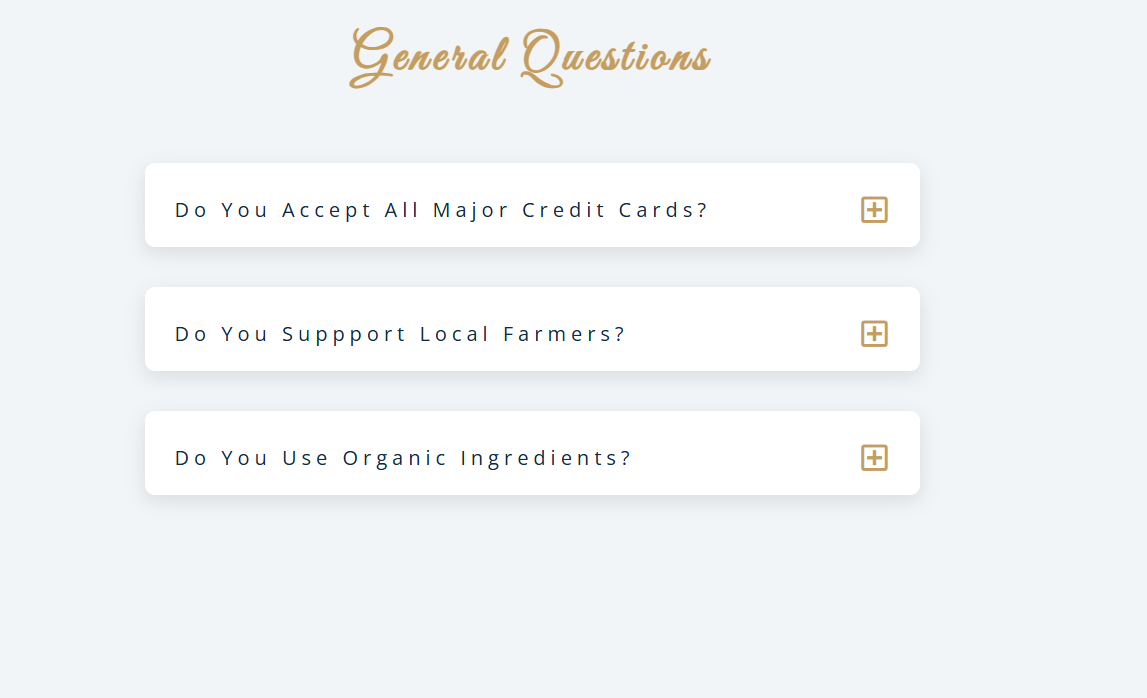 General Questions
Do You Accept All Major Credit Cards?
Do You Suppport Local Farmers?
Do You Use Organic Ingredients?